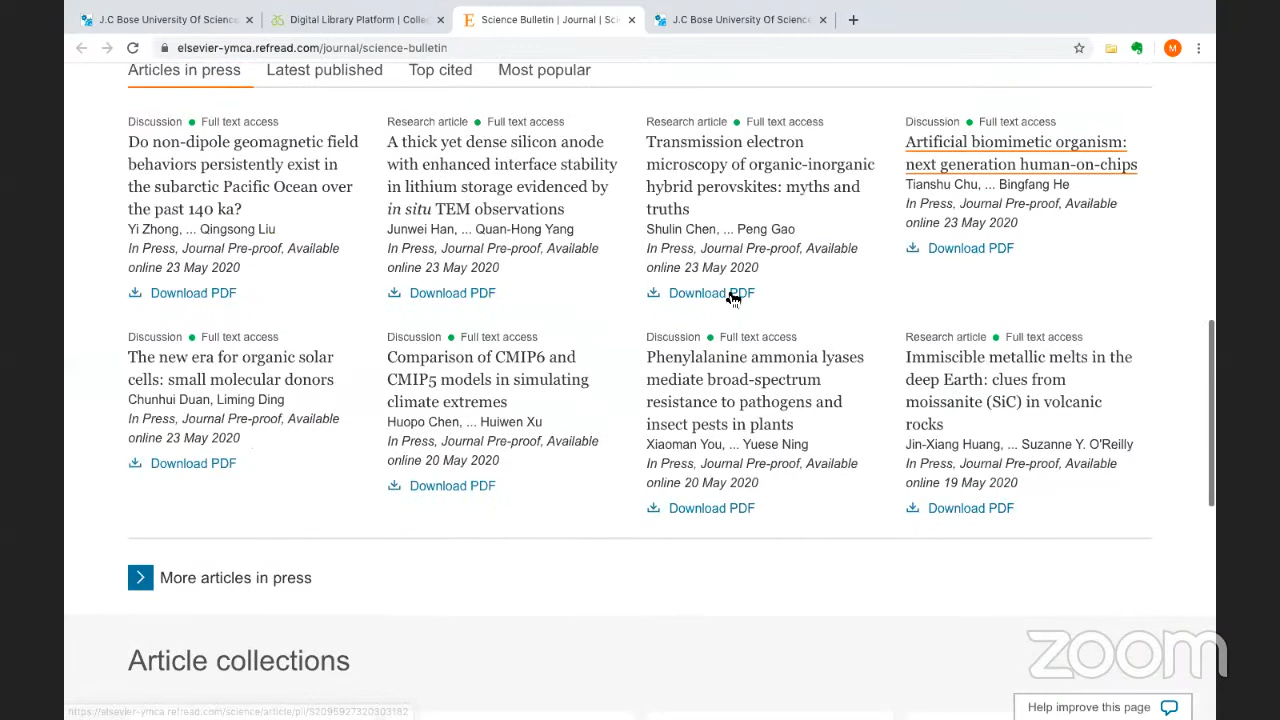 J.C Bose University Of Science
Digital Library Platform | Collec
Science Bulletin | Journal | Scie
J.C Bose University Of Science
elsevier-ymca.refread.com/journal/science-bulletin
M
Articles in press
Latest published
Top cited
Most popular
Discussion Full text access
Do non-dipole geomagnetic field
behaviors persistently exist in
the subarctic Pacific Ocean over
the past 140 ka?
Yi Zhong, ... Qingsong Liu
In Press, Journal Pre-proof, Available
online 23 May 2020
Download PDF
Research article Full text access
A thick yet dense silicon anode
with enhanced interface stability
in lithium storage evidenced by
in situ TEM observations
Junwei Han, ... Quan-Hong Yang
In Press, Journal Pre-proof, Available
online 23 May 2020
Download PDF
Research article Full text access
Transmission electron
microscopy of organic-inorganic
hybrid perovskites: myths and
truths
Shulin Chen, ... Peng Gao
In Press, Journal Pre-proof, Available
online 23 May 2020
Download PDF
Discussion Full text access
Artificial biomimetic organism:
next generation human-on-chips
Tianshu Chu, ... Bingfang He
In Press, Journal Pre-proof, Available
online 23 May 2020
Download PDF
Discussion Full text access
The new era for organic solar
cells: small molecular donors
Chunhui Duan, Liming Ding
In Press, Journal Pre-proof, Available
online 23 May 2020
Download PDF
Discussion Full text access
Comparison of CMIP6 and
CMIP5 models in simulating
climate extremes
Huopo Chen, ... Huiwen Xu
In Press, Journal Pre-proof, Available
online 20 May 2020
Download PDF
Discussion Full text access
Phenylalanine ammonia lyases
mediate broad-spectrum
resistance to pathogens and
insect pests in plants
Xiaoman You, ... Yuese Ning
In Press, Journal Pre-proof, Available
online 20 May 2020
Download PDF
Research article Full text access
Immiscible metallic melts in the
deep Earth: clues from
moissanite (SiC) in volcanic
rocks
Jin-Xiang Huang, ... Suzanne Y. O'Reilly
In Press, Journal Pre-proof, Available
online 19 May 2020
Download PDF
More articles in press
Article collections
zoom
Help improve this page
https://elsevier-ymca.refread.com/science/article/pii/S2095927320303182